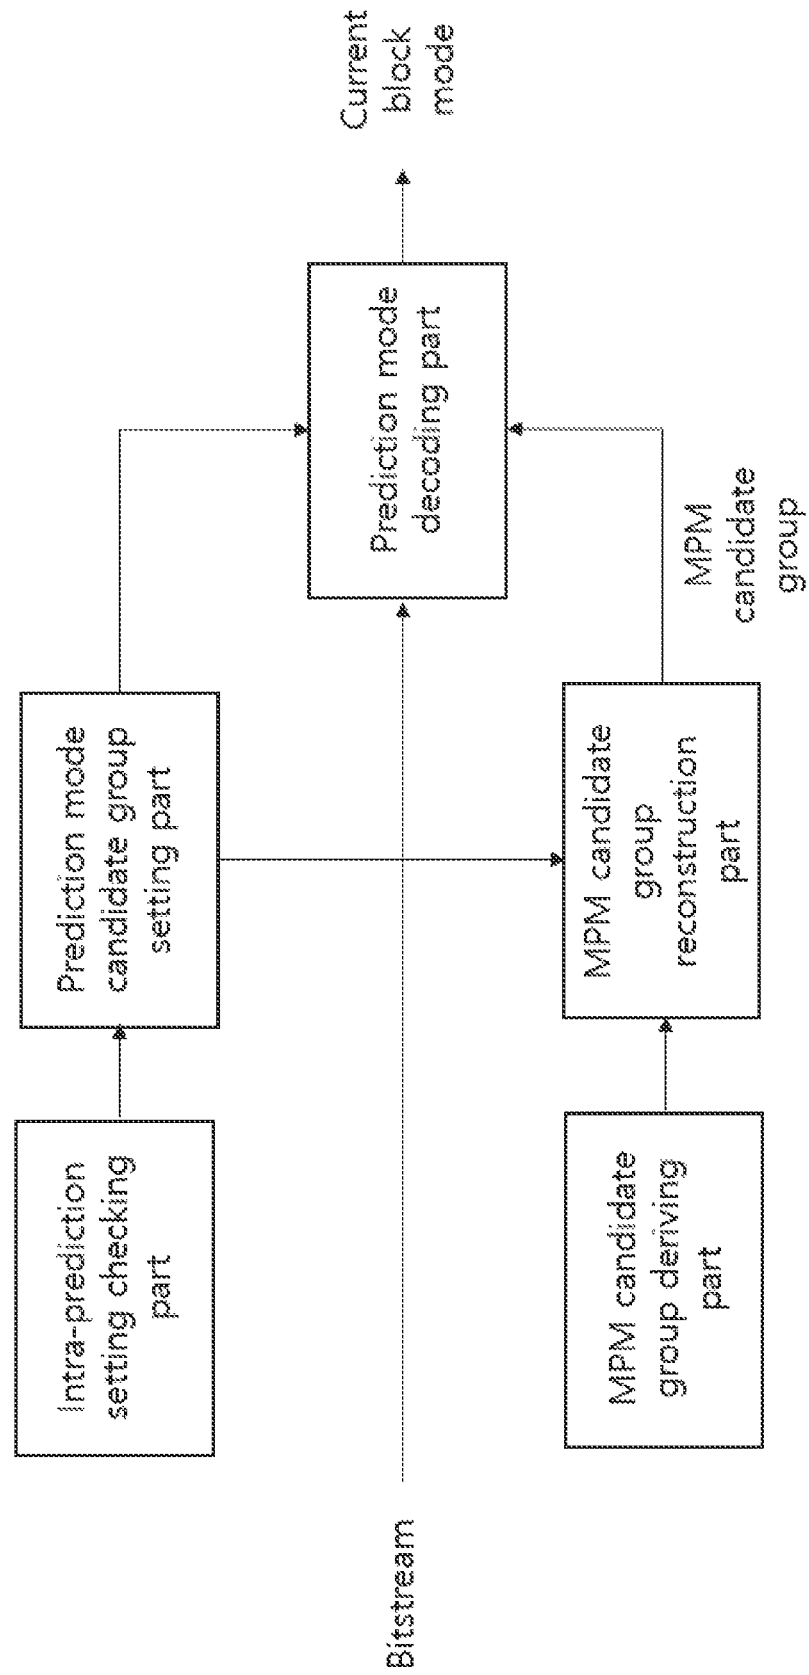 Intra-prediction
setting checking
part
Prediction mode
candidate group
setting part
Bitstream
Prediction mode
decoding part
Current
block
mode
MPM candidate
group deriving
part
MPM candidate
group
reconstruction
part
MPM
candidate
group